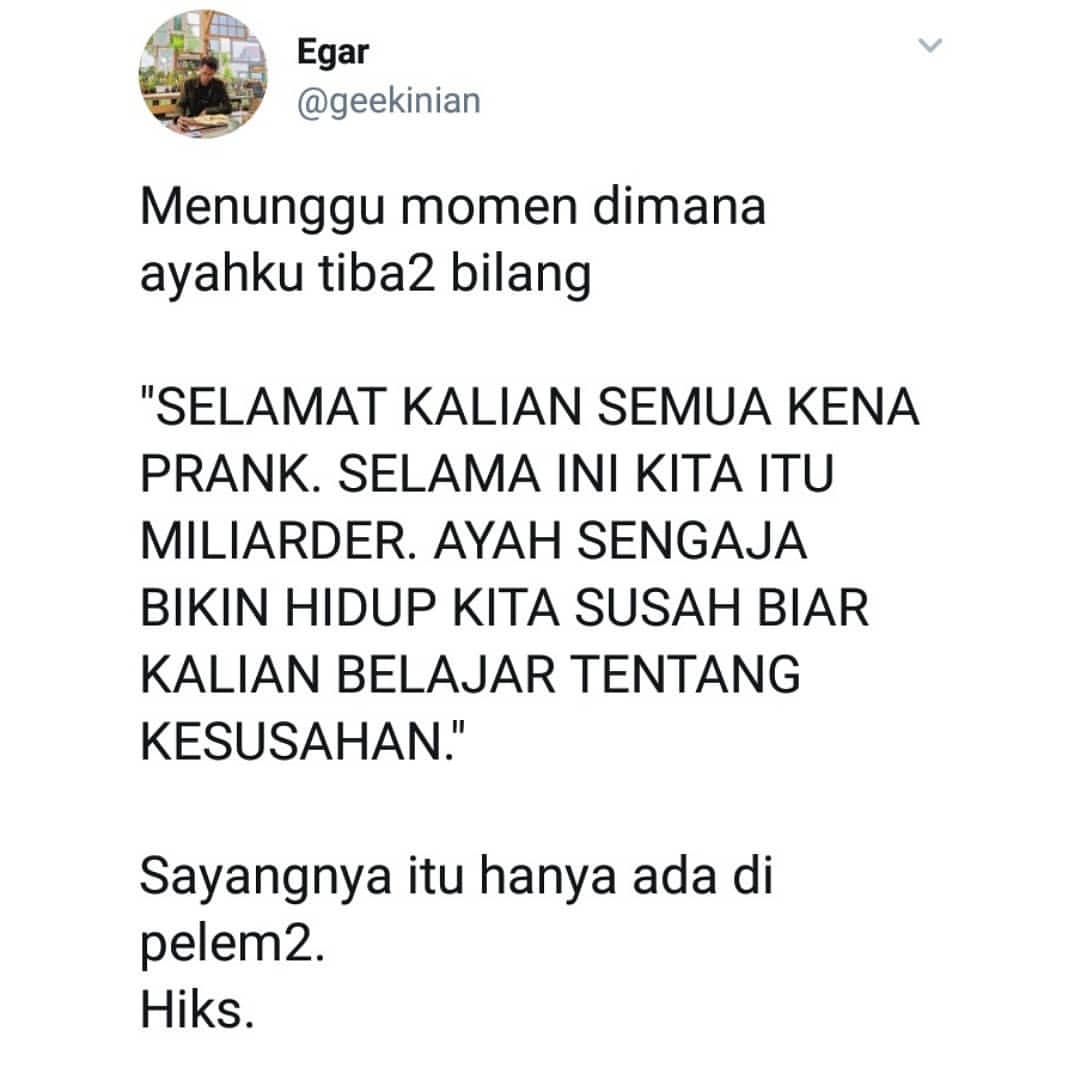 Egar
@geekinian
Menunggu momen dimana
ayahku tiba2 bilang
"SELAMAT KALIAN SEMUA KENA
PRANK. SELAMA INI KITA ITU
MILIARDER. AYAH SENGAJA
BIKIN HIDUP KITA SUSAH BIAR
KALIAN BELAJAR TENTANG
KESUSAHAN."
Sayangnya itu hanya ada di
pelem2.
Hiks.